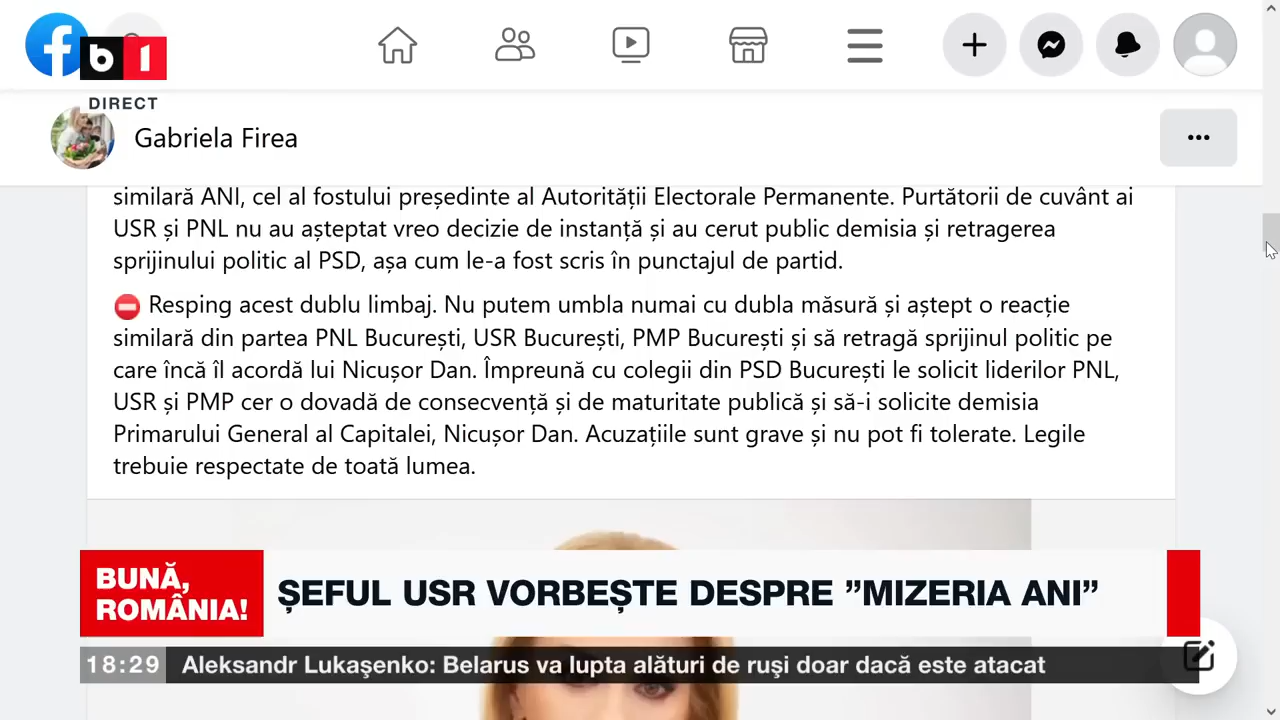 f
b1
DIRECT
Gabriela Firea
similară ANI, cel al fostului președinte al Autorității Electorale Permanente. Purtătorii de cuvânt ai
USR și PNL nu au așteptat vreo decizie de instanță și au cerut public demisia și retragerea
sprijinului politic al PSD, așa cum le-a fost scris în punctajul de partid.
⛔ Resping acest dublu limbaj. Nu putem umbla numai cu dubla măsură și aștept o reacție
similară din partea PNL București, USR București, PMP București și să retragă sprijinul politic pe
care încă îl acordă lui Nicușor Dan. Împreună cu colegii din PSD București le solicit liderilor PNL,
USR și PMP cer o dovadă de consecvență și de maturitate publică și să-i solicite demisia
Primarului General al Capitalei, Nicușor Dan. Acuzațiile sunt grave și nu pot fi tolerate. Legile
trebuie respectate de toată lumea.
BUNĂ,
ROMÂNIA!
ȘEFUL USR VORBEȘTE DESPRE ”MIZERIA ANI”
18:29 Aleksandr Lukaşenko: Belarus va lupta alături de ruşi doar dacă este atacat